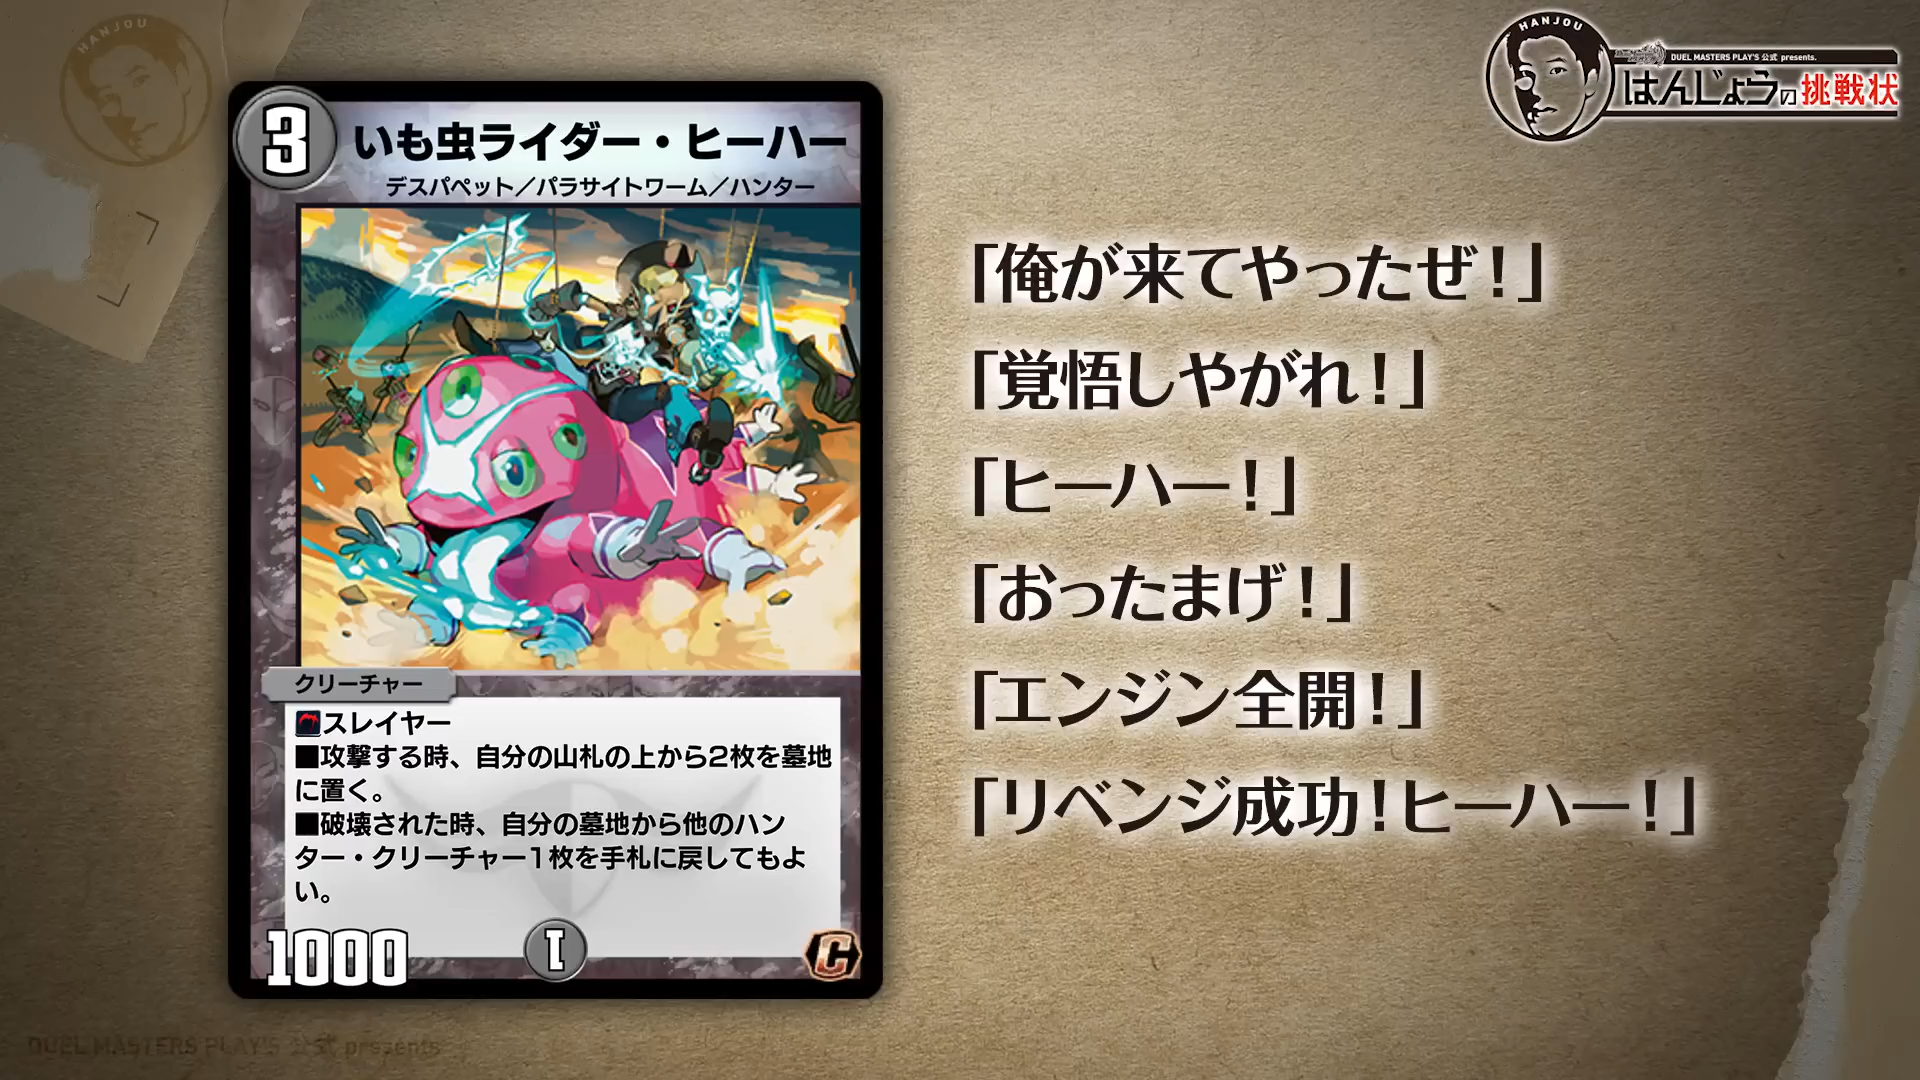 HANJOU
HANJOU
DUEL MASTERS PLAY'S 公式 presents.
はんじょうの挑戦状
3
いも虫ライダー・ヒーハー
デスパペット／パラサイトワーム／ハンター
クリーチャー
スレイヤー
■攻撃する時、自分の山札の上から2枚を墓地
に置く。
■破壊された時、自分の墓地から他のハン
ター・クリーチャー1枚を手札に戻してもよ
い。
1000
1
C
「俺が来てやったぜ！」
「覚悟しやがれ！」
「ヒーハー！」
「おったまげ！」
「エンジン全開！」
「リベンジ成功！ヒーハー！」
DUEL MASTERS PLAY'S 公式 presents